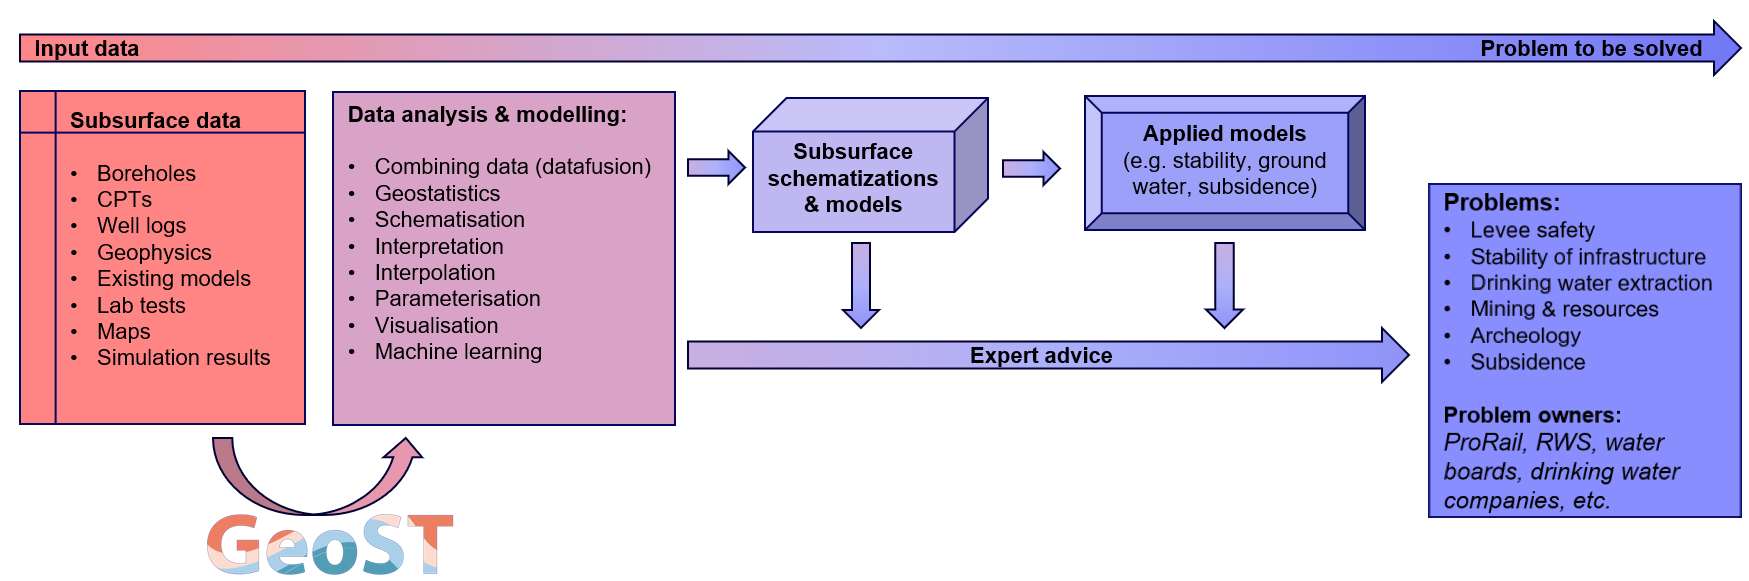 Input data
Problem to be solved
Subsurface data
• Boreholes
• CPTs
• Well logs
• Geophysics
• Existing models
• Lab tests
• Maps
• Simulation results
Data analysis & modelling:
• Combining data (datafusion)
• Geostatistics
• Schematisation
• Interpretation
• Interpolation
• Parameterisation
• Visualisation
• Machine learning
Subsurface
schematizations
& models
Applied models
(e.g. stability, ground
water, subsidence)
Expert advice
Problems:
• Levee safety
• Stability of infrastructure
• Drinking water extraction
• Mining & resources
• Archeology
• Subsidence
Problem owners:
ProRail, RWS, water
boards, drinking water
companies, etc.
GeoST